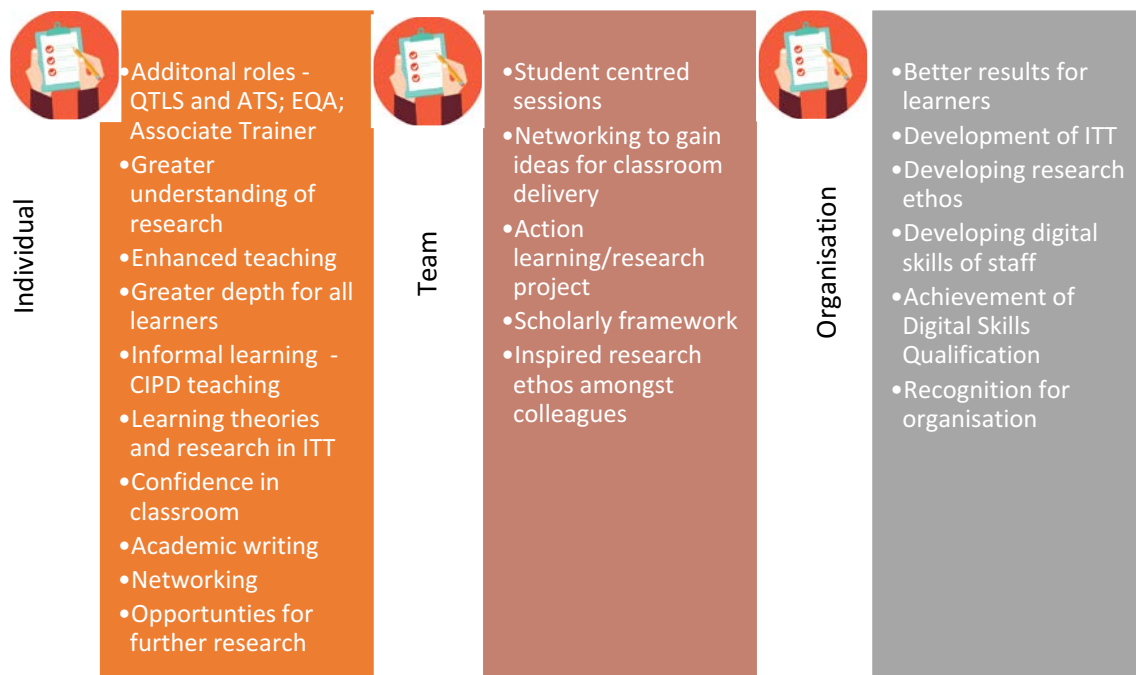 Individual
•Additonal roles -
QTLS and ATS; EQA;
Associate Trainer
•Greater
understanding of
research
•Enhanced teaching
•Greater depth for all
learners
•Informal learning  -
CIPD teaching
•Learning theories
and research in ITT
•Confidence in
classroom
•Academic writing
•Networking
•Opportunties for
further research
Team
•Student centred
sessions
•Networking to gain
ideas for classroom
delivery
•Action
learning/research
project
•Scholarly framework
•Inspired research
ethos amongst
colleagues
Organisation
•Better results for
learners
•Development of ITT
•Developing research
ethos
•Developing digital
skills of staff
•Achievement of
Digital Skills
Qualification
•Recognition for
organisation